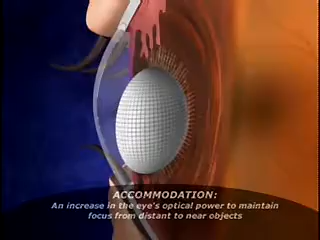 ACCOMMODATION:
An increase in the eye's optical power to maintain
focus from distant to near objects